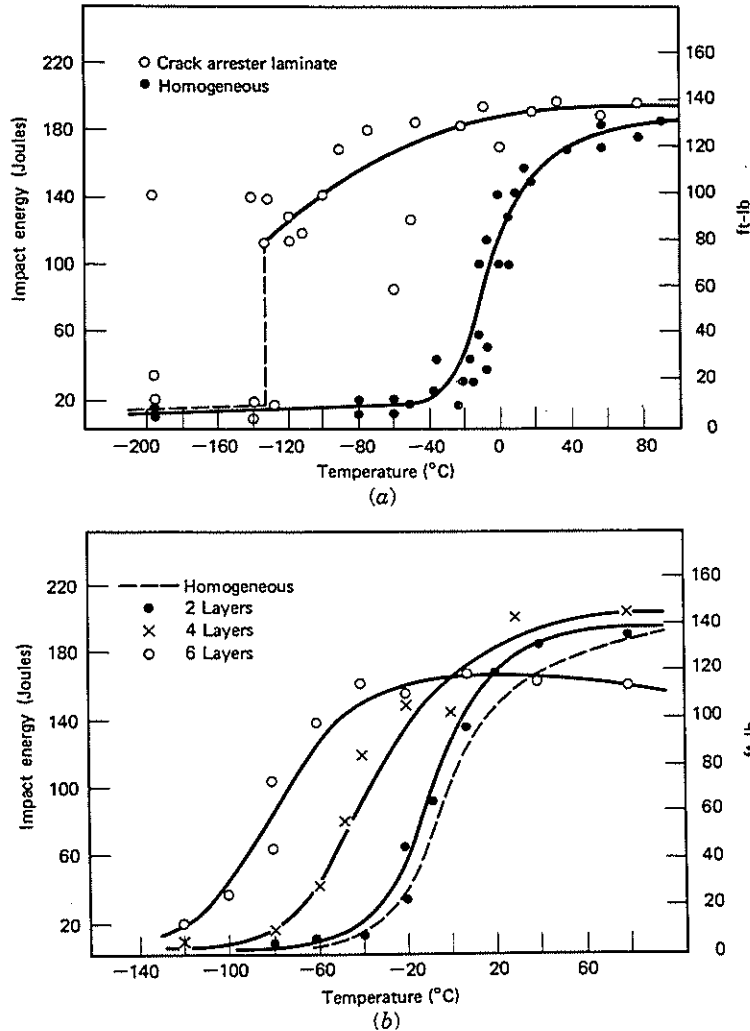 ○ Crack arrester laminate
● Homogeneous
Impact energy (Joules)
220
180
140
100
60
20
160
140
120
100
80
60
40
20
0
ft-lb
−200 −160 −120 −80 −40 0 40 80
Temperature (°C)
(a)
Homogeneous
● 2 Layers
× 4 Layers
○ 6 Layers
Impact energy (Joules)
220
180
140
100
60
20
160
140
120
100
80
60
40
20
0
ft-lb
−140 −100 −60 −20 20 60
Temperature (°C)
(b)